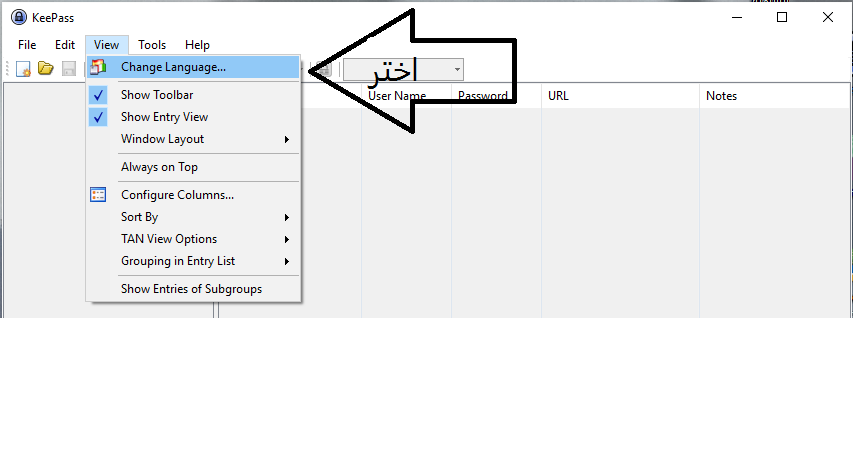 KeePass
File Edit View Tools Help
Change Language...
اختر
User Name Password URL Notes
Show Toolbar
Show Entry View
Window Layout
Always on Top
Configure Columns...
Sort By
TAN View Options
Grouping in Entry List
Show Entries of Subgroups